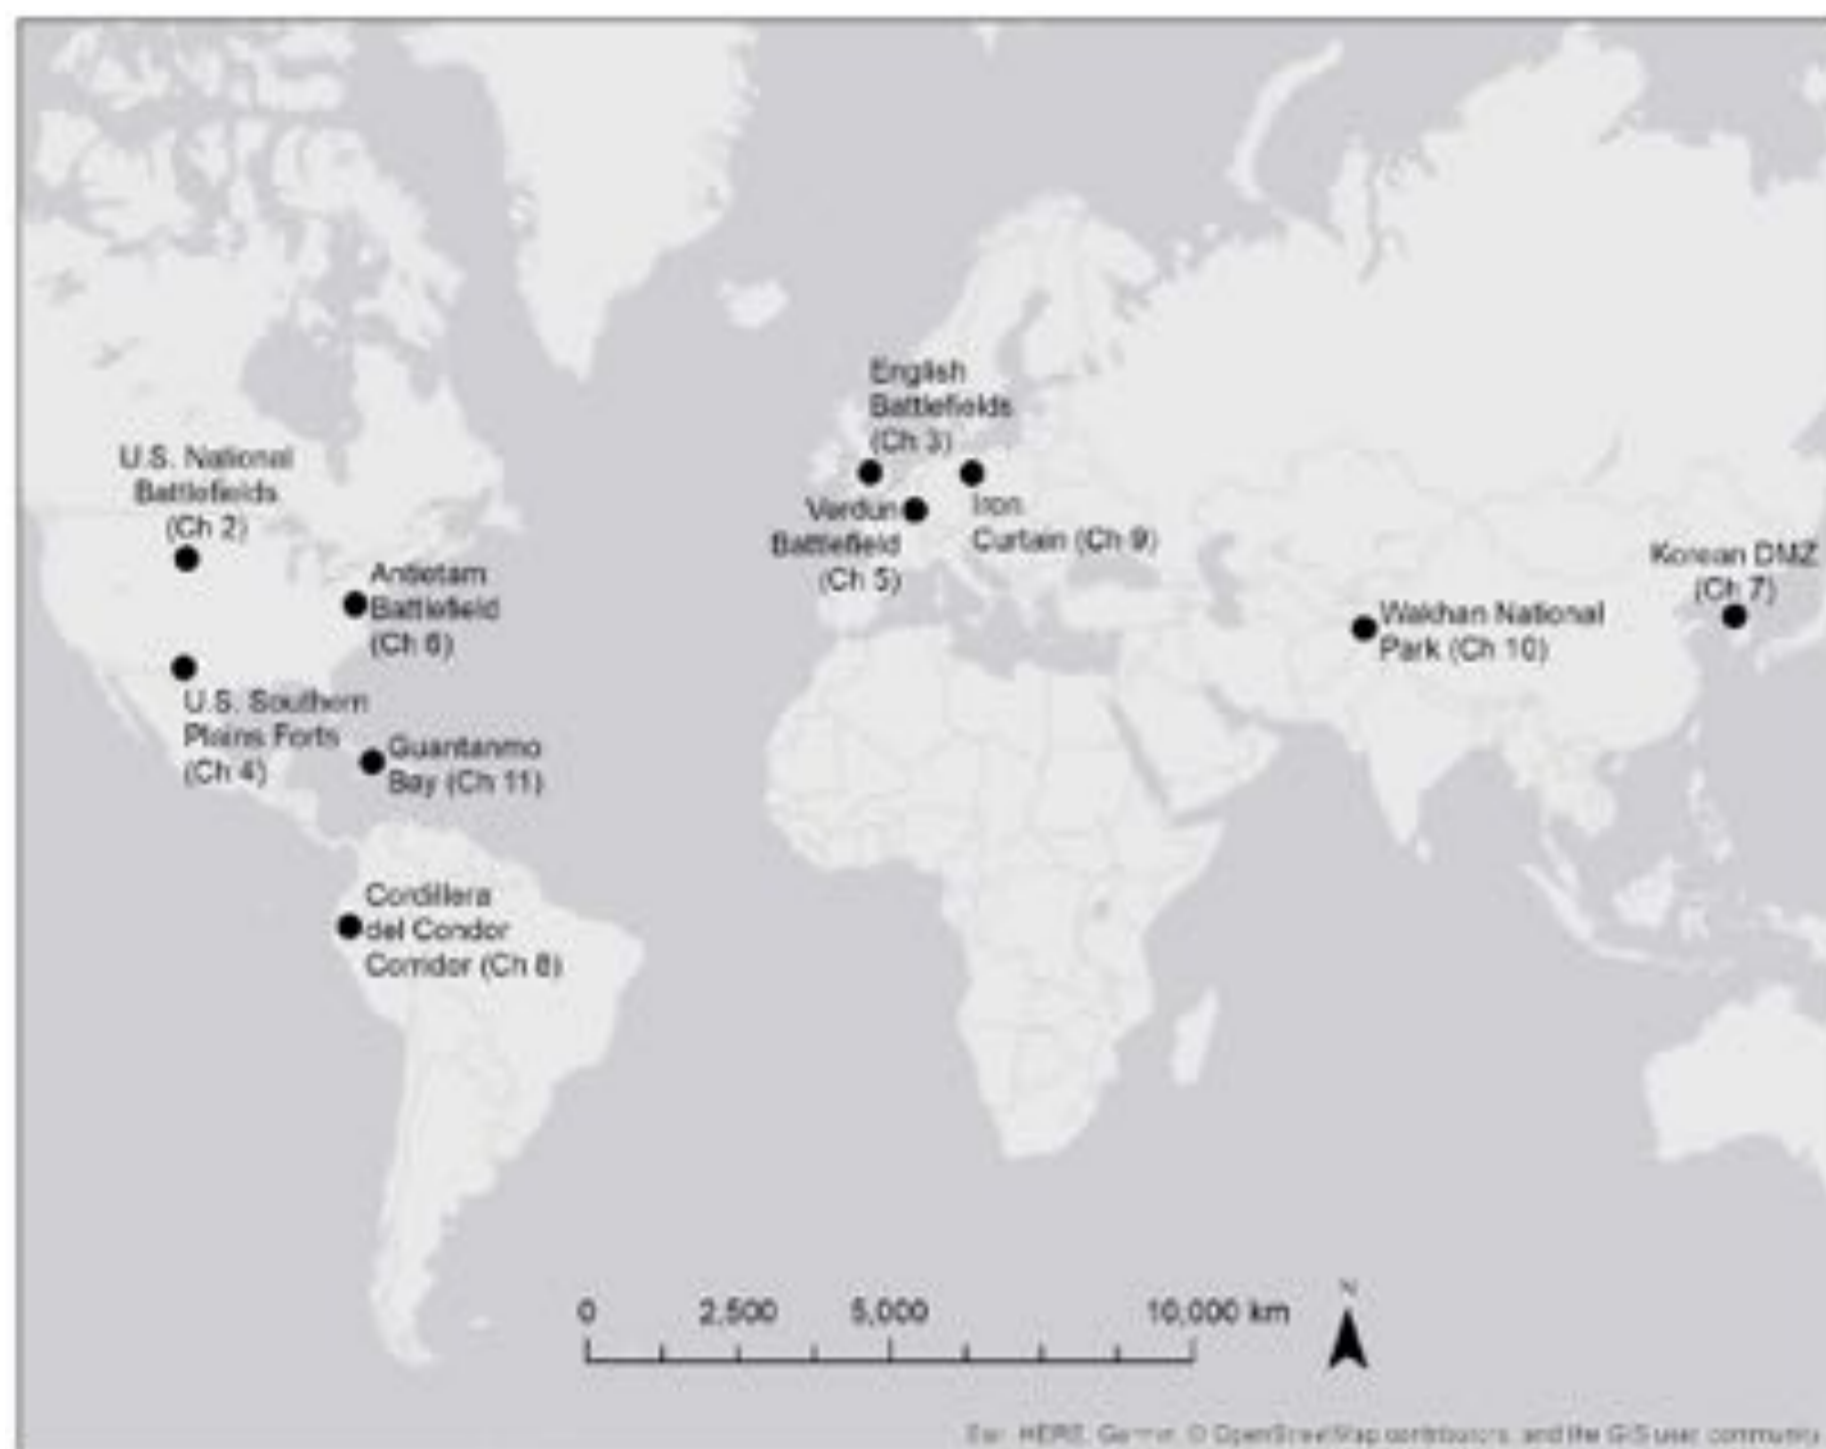 English
Battlefields
(Ch 3)
U.S. National
Battlefields
(Ch 2)
Verdun
Battlefield
(Ch 5)
Iron
Curtain (Ch 9)
Korean DMZ
(Ch 7)
Antietam
Battlefield
(Ch 6)
Wakhan National
Park (Ch 10)
U.S. Southern
Plains Forts
(Ch 4)
Guantanmo
Bay (Ch 11)
Cordillera
del Condor
Corridor (Ch 8)
N
0 2,500 5,000 10,000 km
Esri, HERE, Garmin, © OpenStreetMap contributors, and the GIS user community